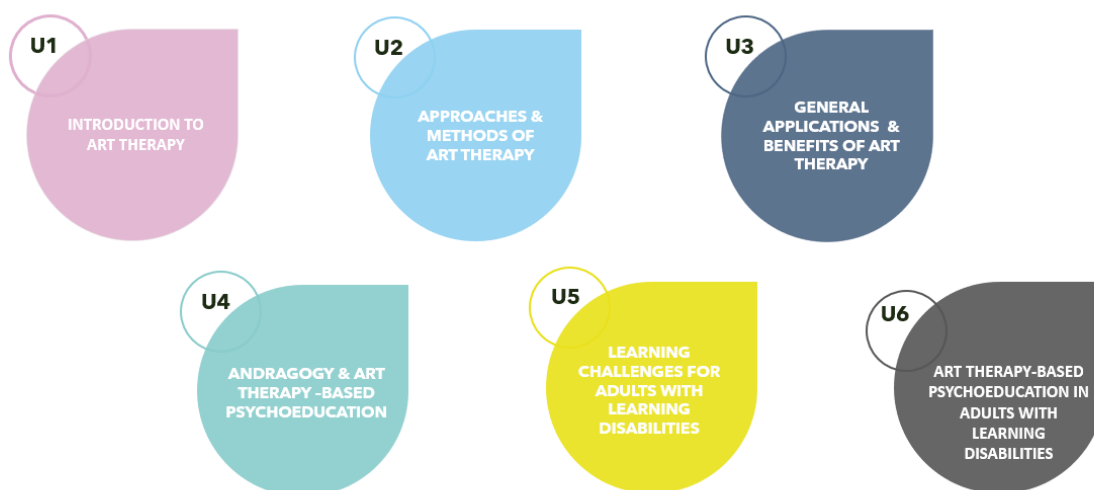 U1
INTRODUCTION TO
ART THERAPY
U2
APPROACHES &
METHODS OF
ART THERAPY
U3
GENERAL
APPLICATIONS &
BENEFITS OF ART
THERAPY
U4
ANDRAGOGY & ART
THERAPY –BASED
PSYCHOEDUCATION
U5
LEARNING
CHALLENGES FOR
ADULTS WITH
LEARNING
DISABILITIES
U6
ART THERAPY-BASED
PSYCHOEDUCATION IN
ADULTS WITH
LEARNING
DISABILITIES